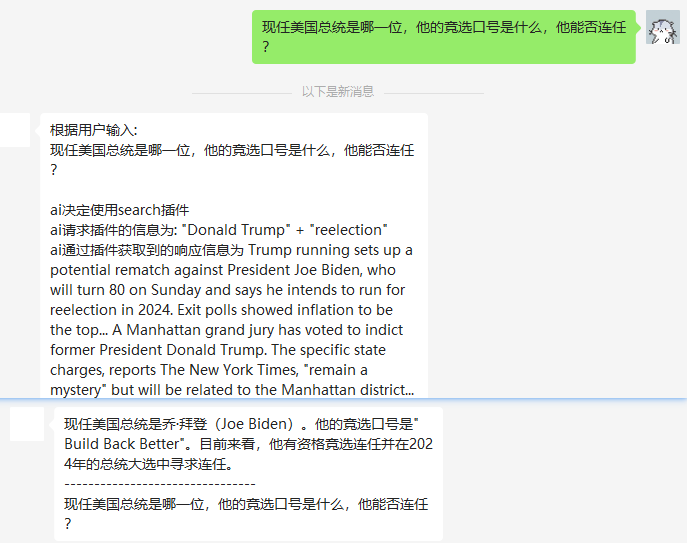 现任美国总统是哪一位，他的竟选口号是什么，他能否连任
？
以下是新消息
根据用户输入:
现任美国总统是哪一位，他的竟选口号是什么，他能否连任
？
ai决定使用search插件
ai请求插件的信息为: "Donald Trump" + "reelection"
ai通过插件获取到的响应信息为 Trump running sets up a
potential rematch against President Joe Biden, who
will turn 80 on Sunday and says he intends to run for
reelection in 2024. Exit polls showed inflation to be
the top... A Manhattan grand jury has voted to indict
former President Donald Trump. The specific state
charges, reports The New York Times, "remain a
mystery" but will be related to the Manhattan district...
现任美国总统是乔·拜登（Joe Biden）。他的竞选口号是"
Build Back Better"。目前来看，他有资格竞选连任并在202
4年的总统大选中寻求连任。
--------------------------------
现任美国总统是哪一位，他的竟选口号是什么，他能否连任
？